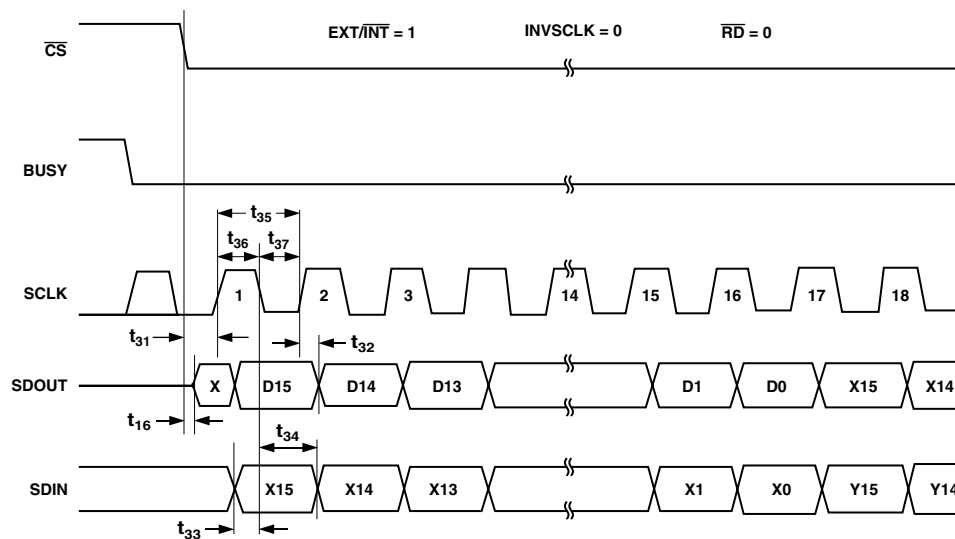 EXT/INT = 1 INVSCLK = 0 RD = 0
CS
BUSY
t35
t36 t37
SCLK 1 2 3 14 15 16 17 18
t31 t32
SDOUT X D15 D14 D13 D1 D0 X15 X14
t16 t34
SDIN X15 X14 X13 X1 X0 Y15 Y14
t33